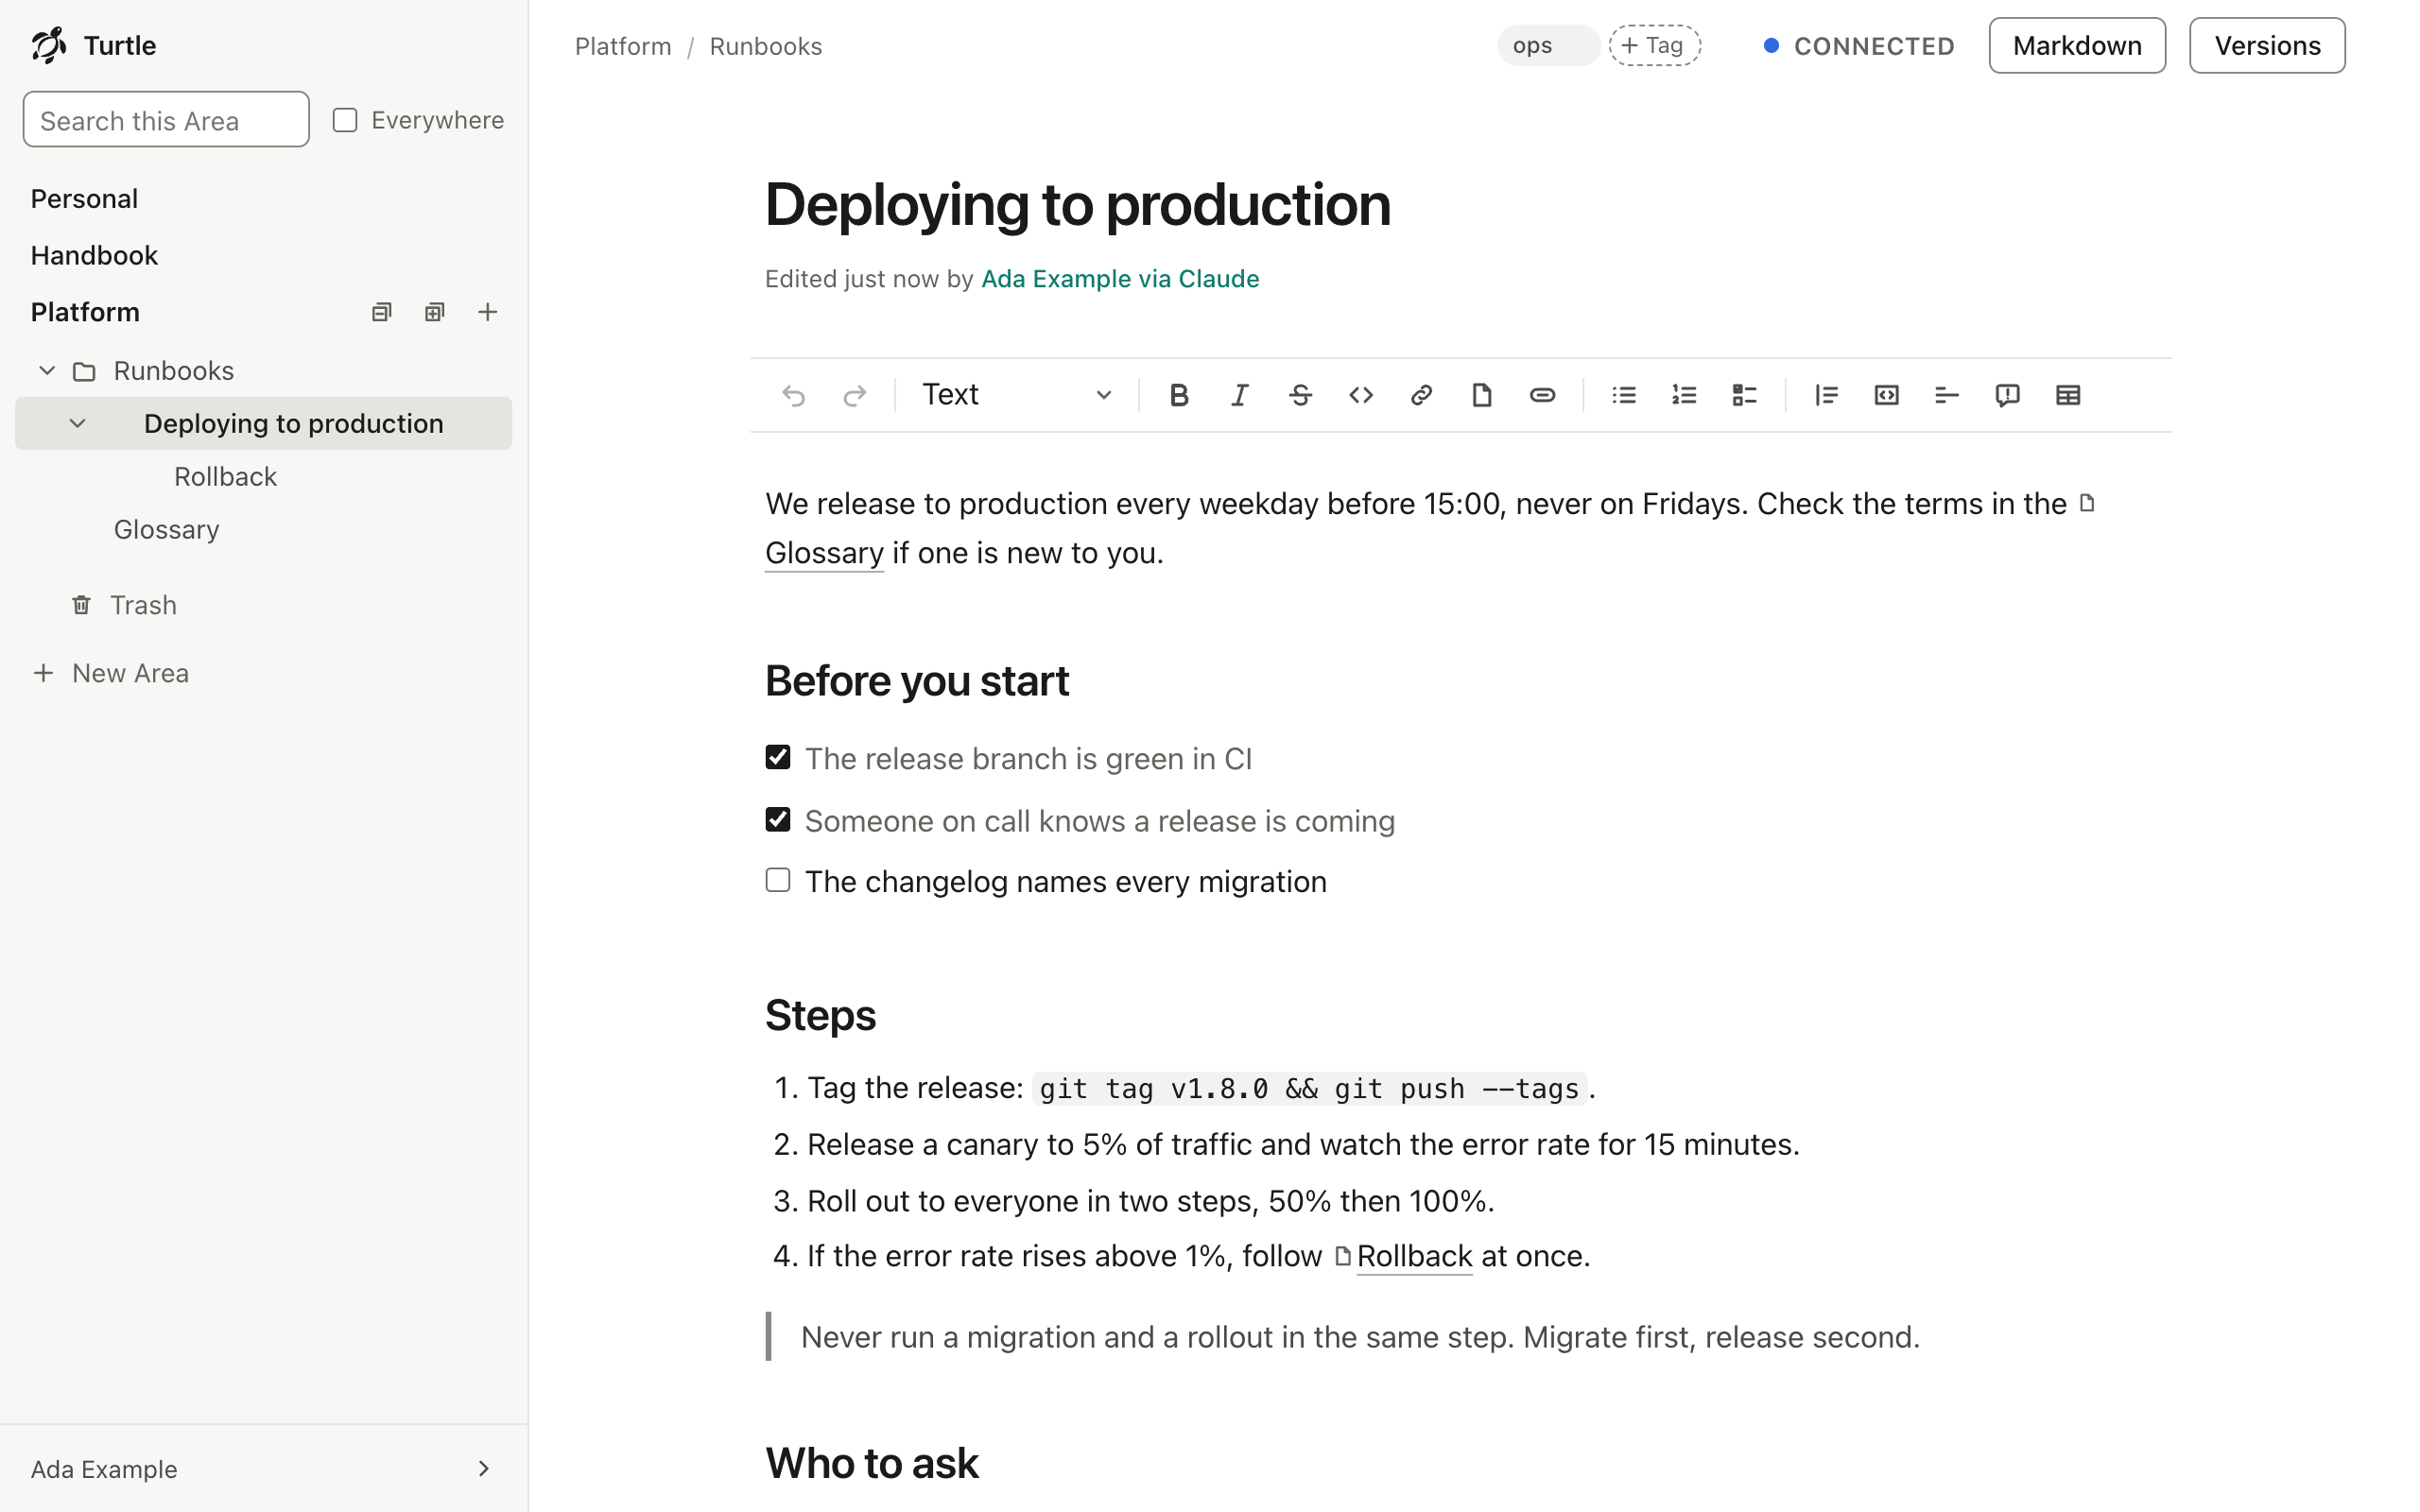 Turtle
Search this Area
Everywhere
Personal
Handbook
Platform
Runbooks
Deploying to production
Rollback
Glossary
Trash
New Area
Ada Example
Platform / Runbooks
ops
+ Tag
CONNECTED
Markdown
Versions
Deploying to production
Edited just now by Ada Example via Claude
Text
We release to production every weekday before 15:00, never on Fridays. Check the terms in the
Glossary if one is new to you.
Before you start
The release branch is green in CI
Someone on call knows a release is coming
The changelog names every migration
Steps
1. Tag the release: git tag v1.8.0 && git push --tags.
2. Release a canary to 5% of traffic and watch the error rate for 15 minutes.
3. Roll out to everyone in two steps, 50% then 100%.
4. If the error rate rises above 1%, follow Rollback at once.
Never run a migration and a rollout in the same step. Migrate first, release second.
Who to ask